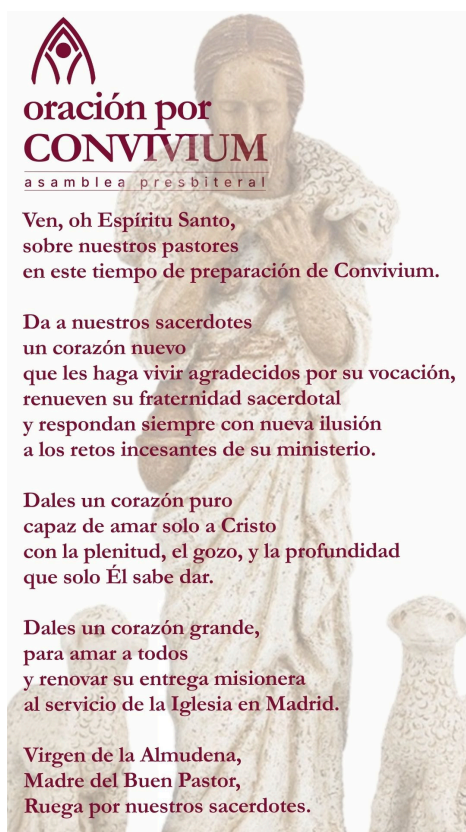 oración por
CONVIVIUM
asamblea presbiteral
Ven, oh Espíritu Santo,
sobre nuestros pastores
en este tiempo de preparación de Convivium.
Da a nuestros sacerdotes
un corazón nuevo
que les haga vivir agradecidos por su vocación,
renueven su fraternidad sacerdotal
y respondan siempre con nueva ilusión
a los retos incesantes de su ministerio.
Dales un corazón puro
capaz de amar solo a Cristo
con la plenitud, el gozo, y la profundidad
que solo Él sabe dar.
Dales un corazón grande,
para amar a todos
y renovar su entrega misionera
al servicio de la Iglesia en Madrid.
Virgen de la Almudena,
Madre del Buen Pastor,
Ruega por nuestros sacerdotes.